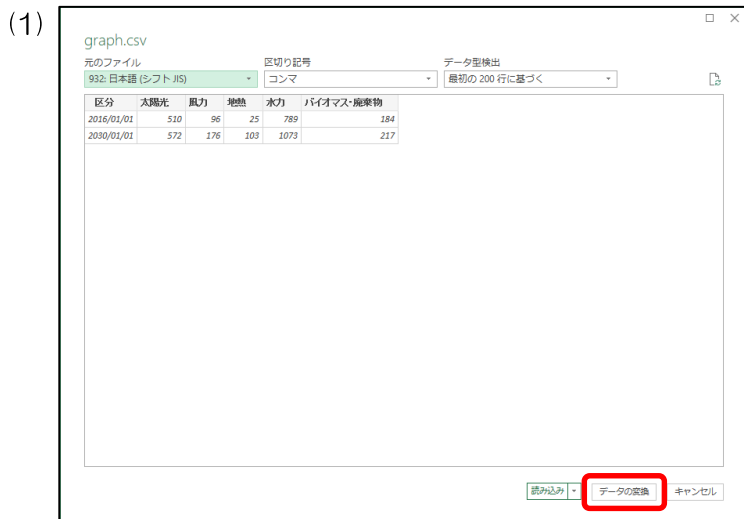 (1)
graph.csv
元のファイル 区切り記号 データ型検出
932: 日本語 (シフト JIS) コンマ 最初の 200 行に基づく
区分 太陽光 風力 地熱 水力 バイオマス・廃棄物
2016/01/01 510 96 25 789 184
2030/01/01 572 176 103 1073 217
読み込み データの変換 キャンセル